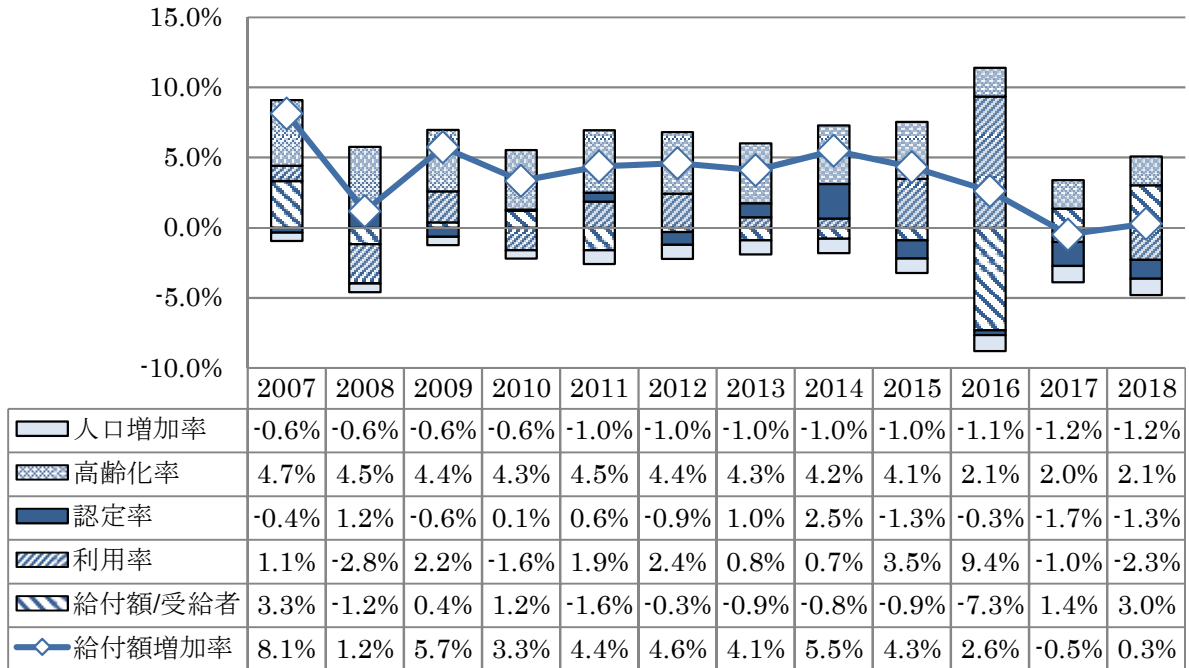 15.0%
10.0%
5.0%
0.0%
-5.0%
-10.0%
2007 2008 2009 2010 2011 2012 2013 2014 2015 2016 2017 2018
人口増加率 -0.6% -0.6% -0.6% -0.6% -1.0% -1.0% -1.0% -1.0% -1.0% -1.1% -1.2% -1.2%
高齢化率 4.7% 4.5% 4.4% 4.3% 4.5% 4.4% 4.3% 4.2% 4.1% 2.1% 2.0% 2.1%
認定率 -0.4% 1.2% -0.6% 0.1% 0.6% -0.9% 1.0% 2.5% -1.3% -0.3% -1.7% -1.3%
利用率 1.1% -2.8% 2.2% -1.6% 1.9% 2.4% 0.8% 0.7% 3.5% 9.4% -1.0% -2.3%
給付額/受給者 3.3% -1.2% 0.4% 1.2% -1.6% -0.3% -0.9% -0.8% -0.9% -7.3% 1.4% 3.0%
給付額増加率 8.1% 1.2% 5.7% 3.3% 4.4% 4.6% 4.1% 5.5% 4.3% 2.6% -0.5% 0.3%